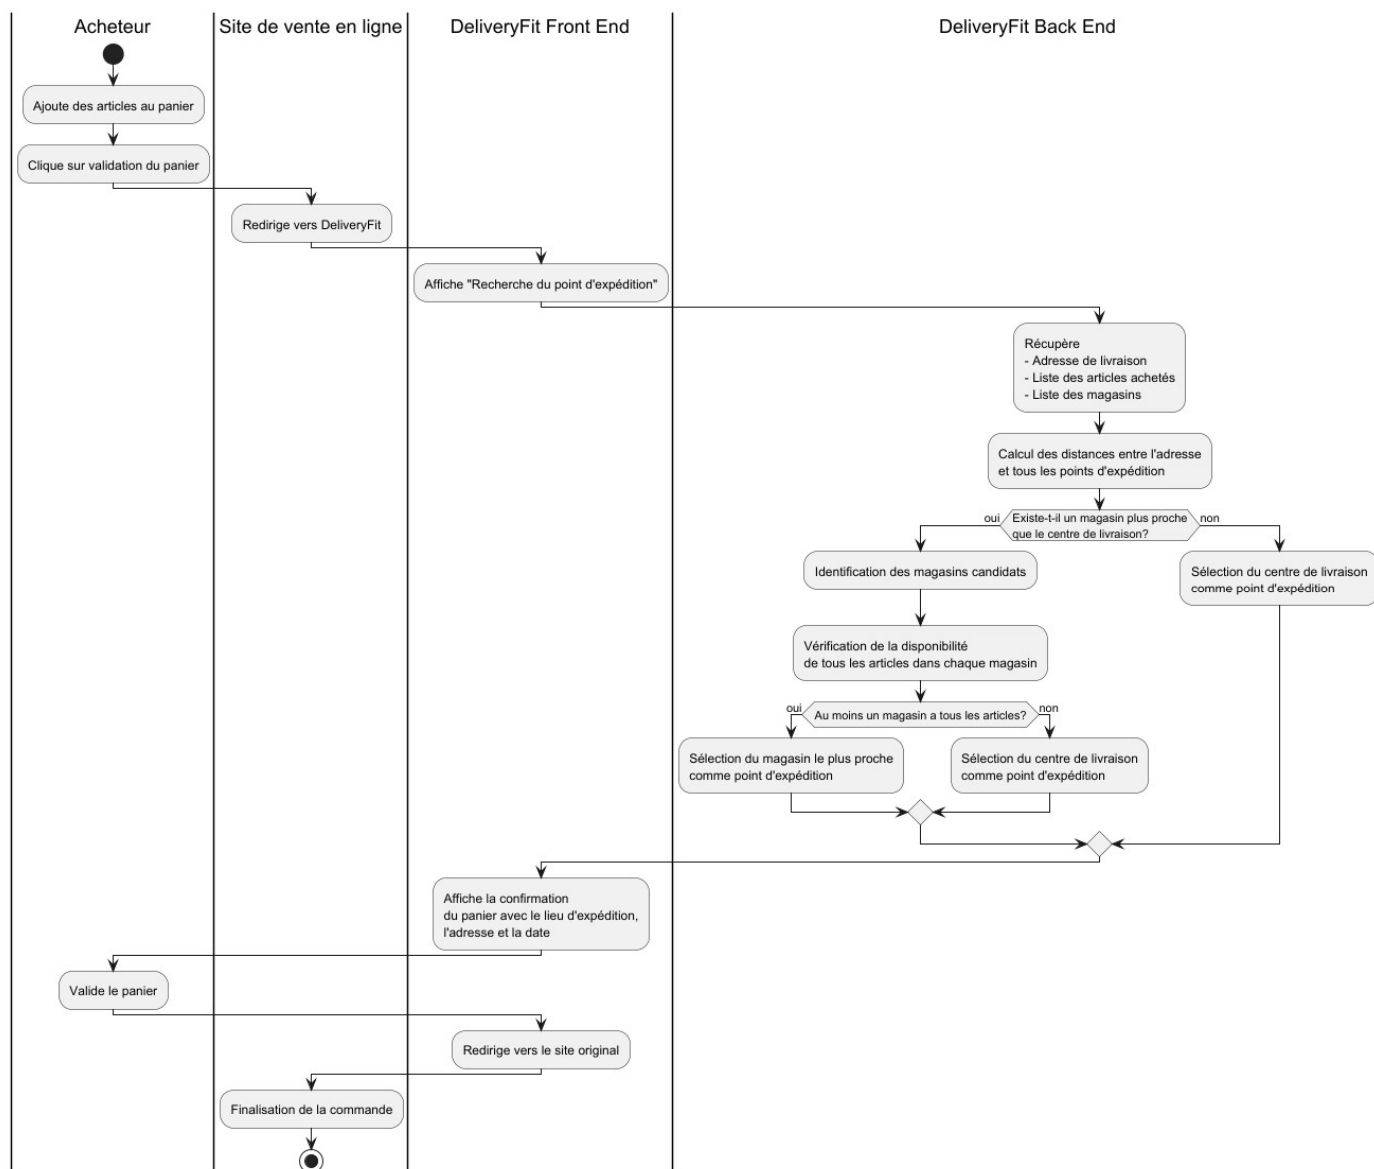 Acheteur
Site de vente en ligne
DeliveryFit Front End
DeliveryFit Back End
Ajoute des articles au panier
Clique sur validation du panier
Redirige vers DeliveryFit
Affiche "Recherche du point d'expédition"
Récupère
- Adresse de livraison
- Liste des articles achetés
- Liste des magasins
Calcul des distances entre l'adresse
et tous les points d'expédition
oui
Existe-t-il un magasin plus proche
que le centre de livraison?
non
Identification des magasins candidats
Sélection du centre de livraison
comme point d'expédition
Vérification de la disponibilité
de tous les articles dans chaque magasin
oui
Au moins un magasin a tous les articles?
non
Sélection du magasin le plus proche
comme point d'expédition
Sélection du centre de livraison
comme point d'expédition
Affiche la confirmation
du panier avec le lieu d'expédition,
l'adresse et la date
Valide le panier
Redirige vers le site original
Finalisation de la commande